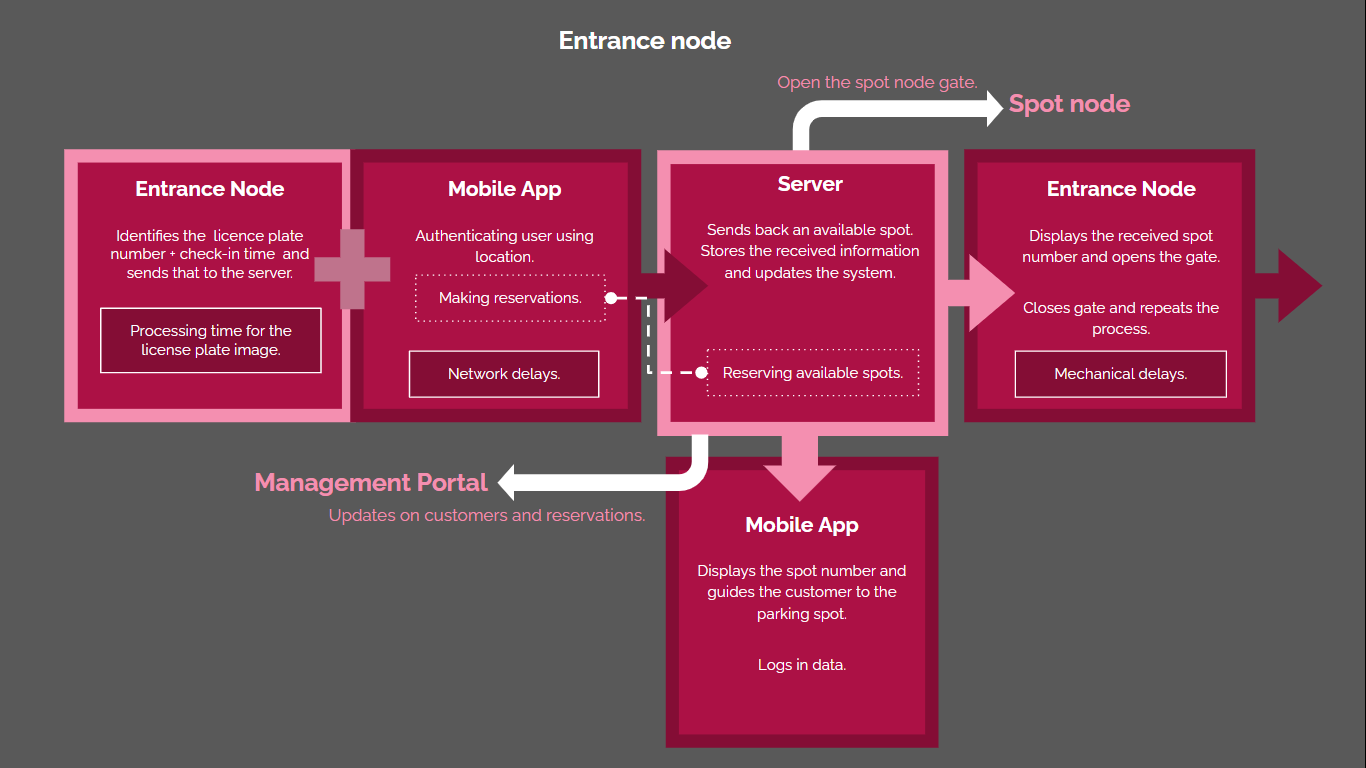 Entrance node
Open the spot node gate.
Spot node
Entrance Node
Identifies the licence plate
number + check-in time and
sends that to the server.
Processing time for the
license plate image.
Mobile App
Authenticating user using
location.
Making reservations.
Network delays.
Server
Sends back an available spot.
Stores the received information
and updates the system.
Reserving available spots.
Entrance Node
Displays the received spot
number and opens the gate.
Closes gate and repeats the
process.
Mechanical delays.
Management Portal
Updates on customers and reservations.
Mobile App
Displays the spot number and
guides the customer to the
parking spot.
Logs in data.